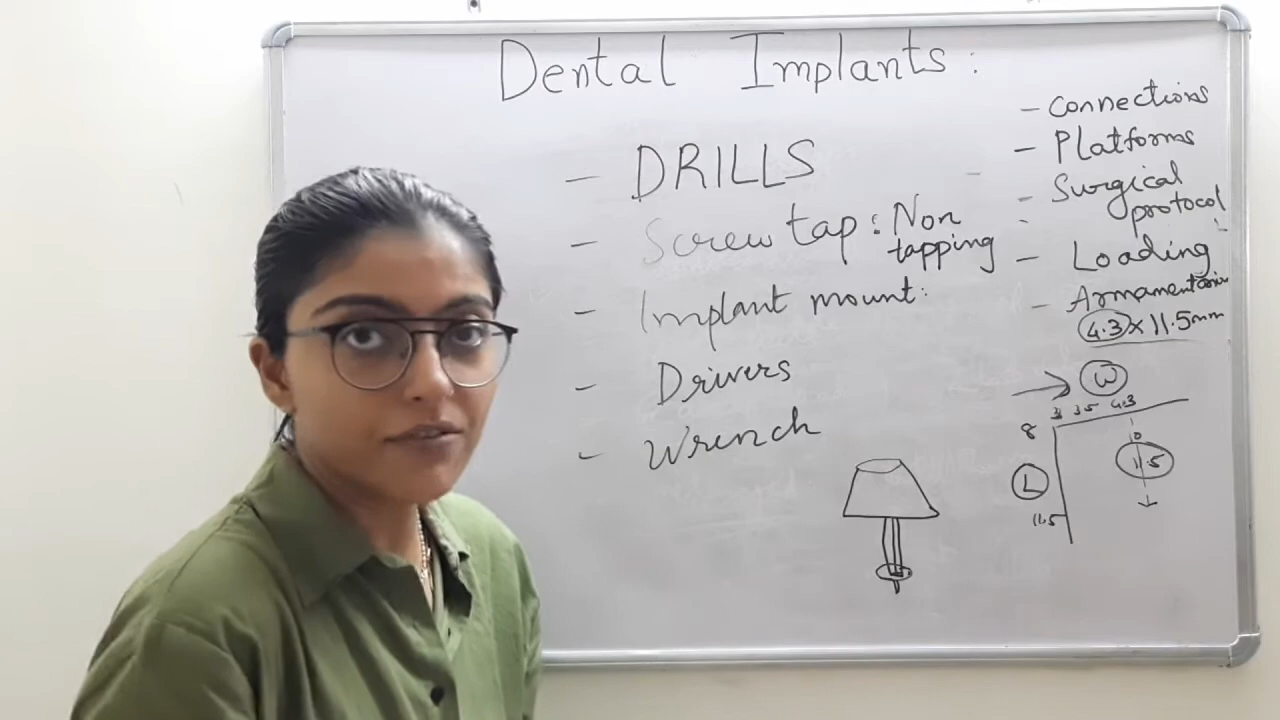 Dental Implants:
- DRILLS
- Screw tap: Non
tapping
- Implant mount:
- Drivers
- Wrench
- Connections
- Platforms
- Surgical
protocol
- Loading
-
4.3 x 11.5mm
W
3 3.5 4.3
8
L
11.5
11.5